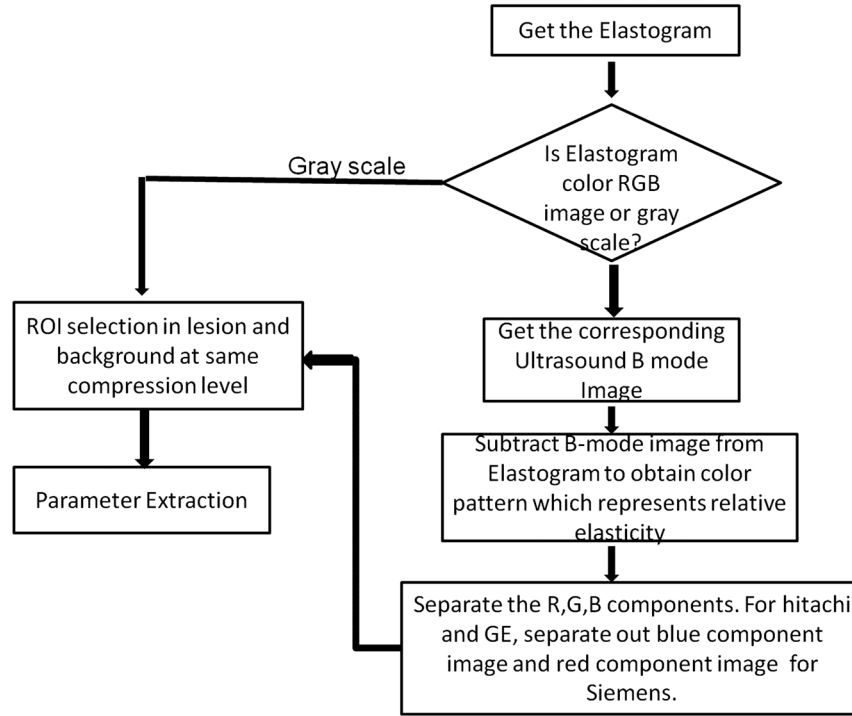 Get the Elastogram
Is Elastogram
color RGB
image or gray
scale?
Gray scale
Get the corresponding
Ultrasound B mode
Image
Subtract B-mode image from
Elastogram to obtain color
pattern which represents relative
elasticity
Separate the R,G,B components. For hitachi
and GE, separate out blue component
image and red component image for
Siemens.
ROI selection in lesion and
background at same
compression level
Parameter Extraction